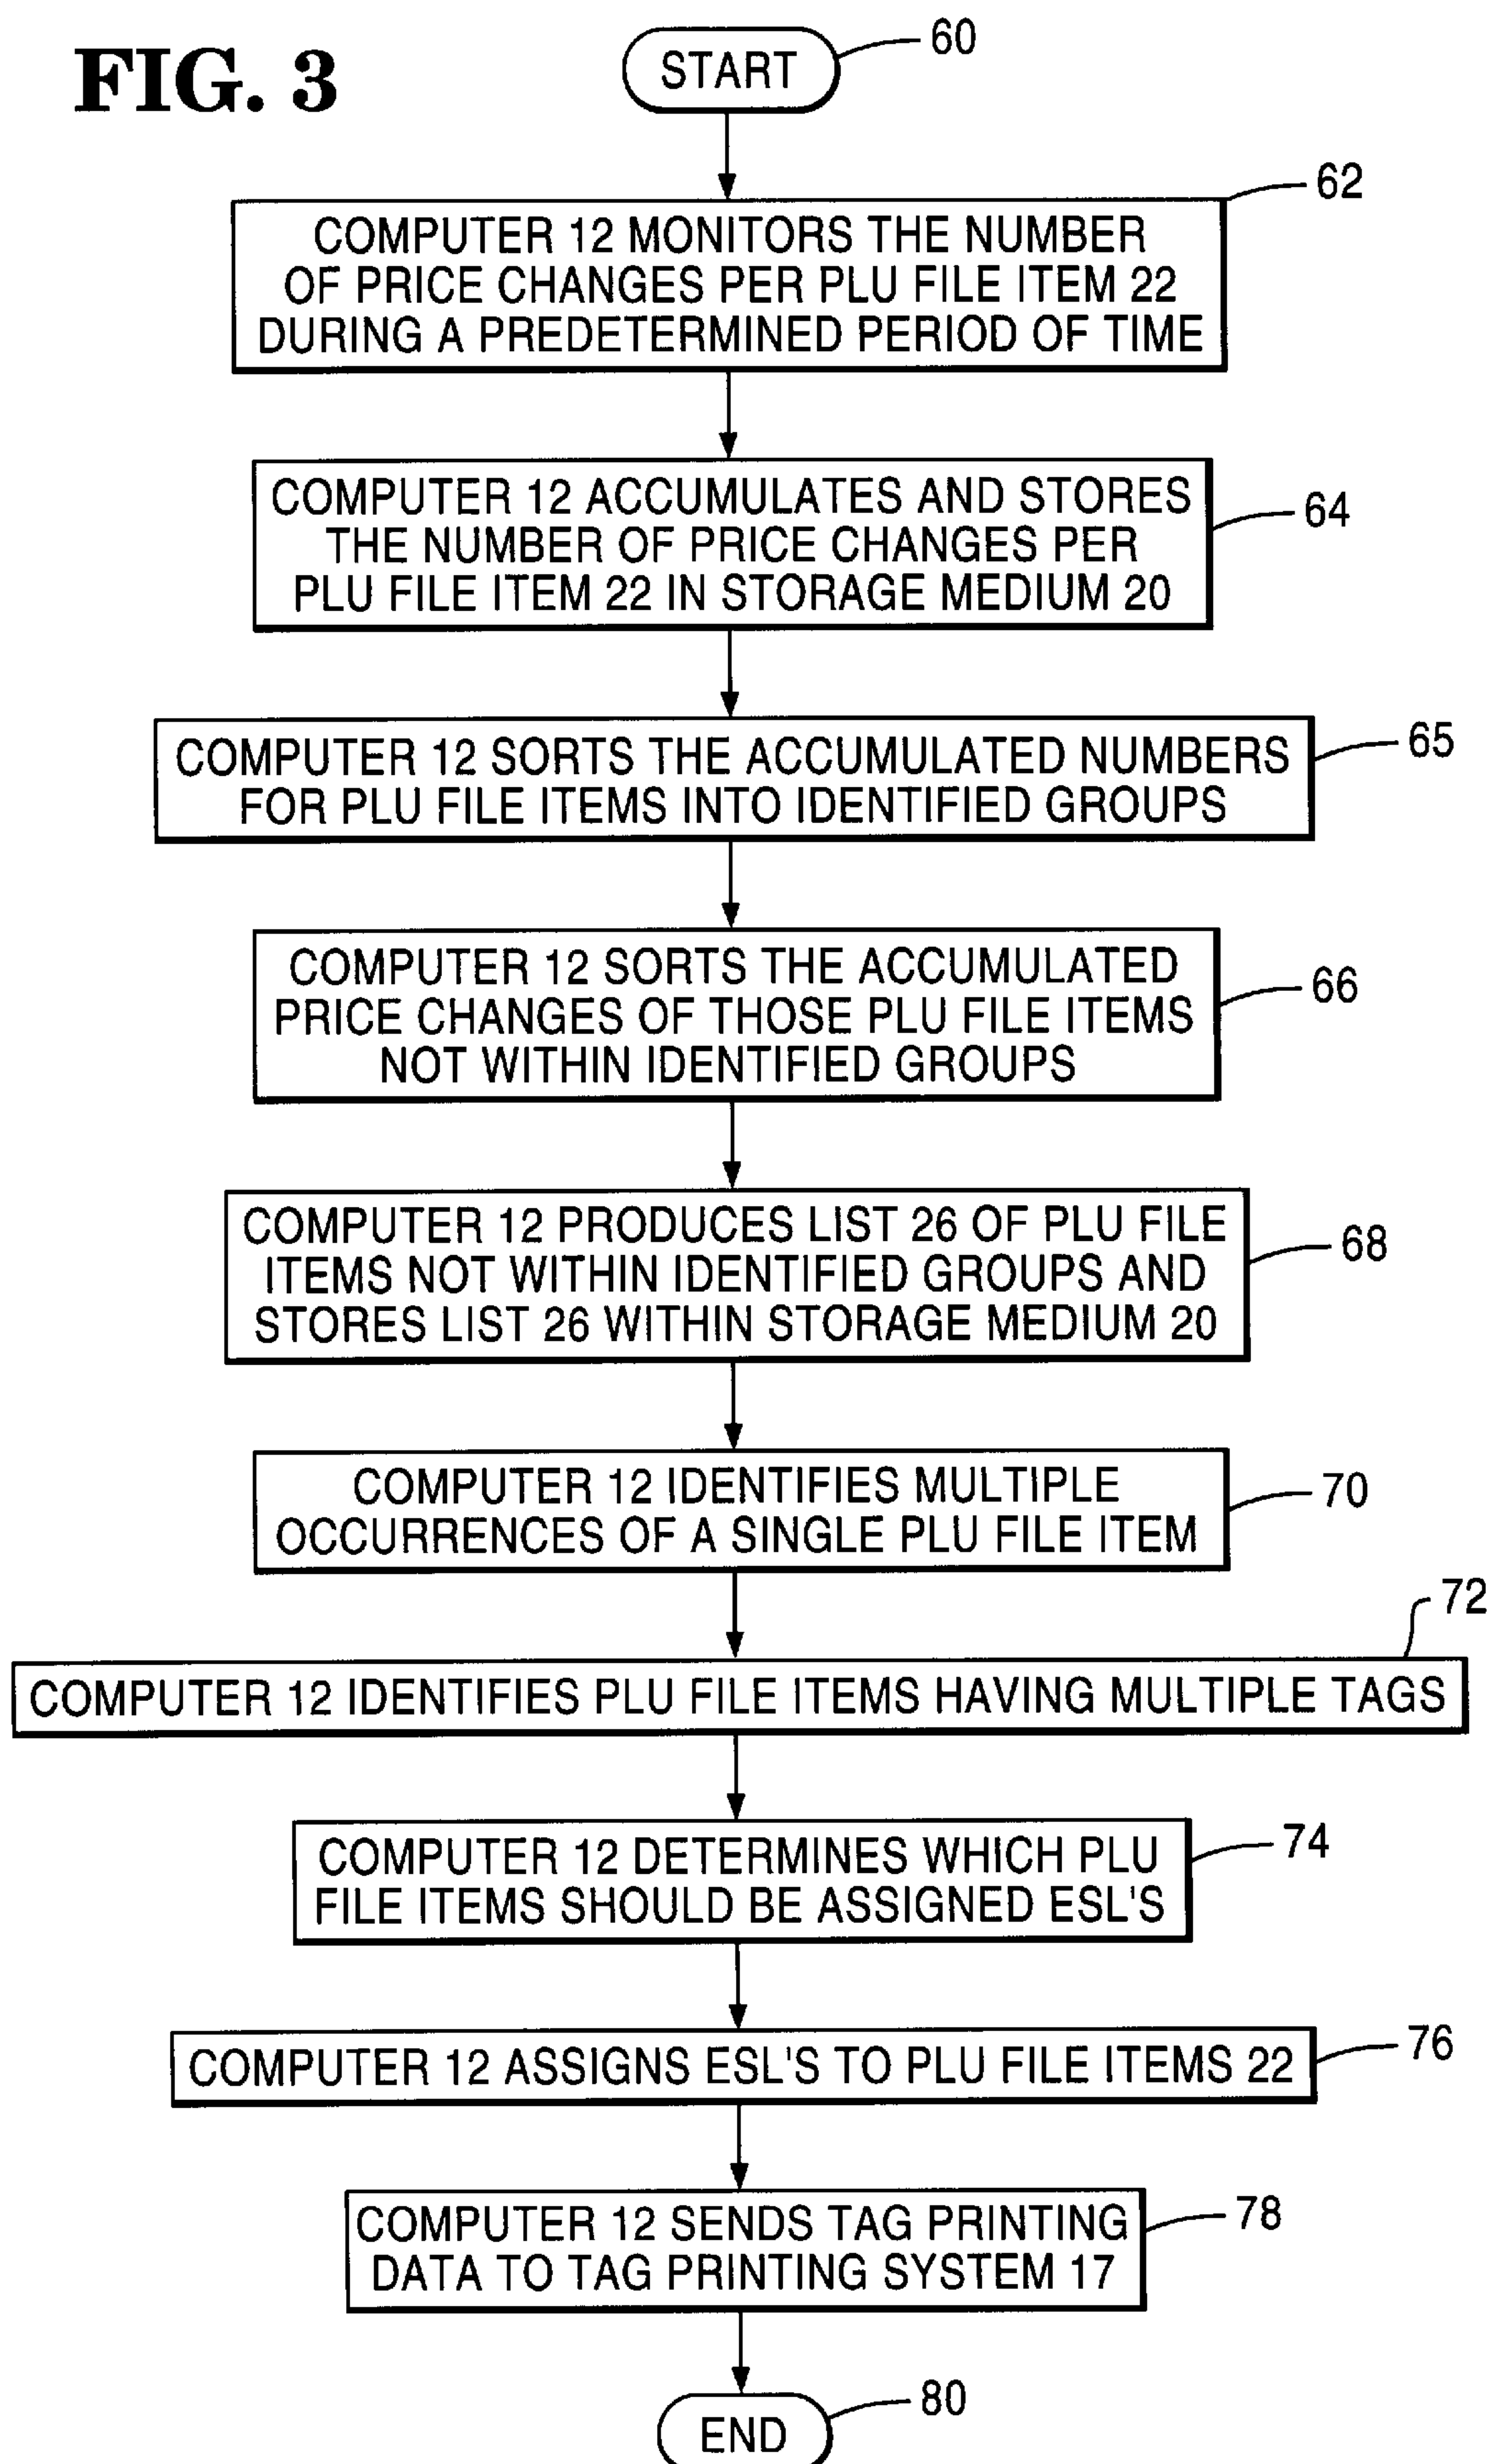 FIG. 3
START
60
COMPUTER 12 MONITORS THE NUMBER
OF PRICE CHANGES PER PLU FILE ITEM 22
DURING A PREDETERMINED PERIOD OF TIME
62
COMPUTER 12 ACCUMULATES AND STORES
THE NUMBER OF PRICE CHANGES PER
PLU FILE ITEM 22 IN STORAGE MEDIUM 20
64
COMPUTER 12 SORTS THE ACCUMULATED NUMBERS
FOR PLU FILE ITEMS INTO IDENTIFIED GROUPS
65
COMPUTER 12 SORTS THE ACCUMULATED
PRICE CHANGES OF THOSE PLU FILE ITEMS
NOT WITHIN IDENTIFIED GROUPS
66
COMPUTER 12 PRODUCES LIST 26 OF PLU FILE
ITEMS NOT WITHIN IDENTIFIED GROUPS AND
STORES LIST 26 WITHIN STORAGE MEDIUM 20
68
COMPUTER 12 IDENTIFIES MULTIPLE
OCCURRENCES OF A SINGLE PLU FILE ITEM
70
COMPUTER 12 IDENTIFIES PLU FILE ITEMS HAVING MULTIPLE TAGS
72
COMPUTER 12 DETERMINES WHICH PLU
FILE ITEMS SHOULD BE ASSIGNED ESL'S
74
COMPUTER 12 ASSIGNS ESL'S TO PLU FILE ITEMS 22
76
COMPUTER 12 SENDS TAG PRINTING
DATA TO TAG PRINTING SYSTEM 17
78
END
80